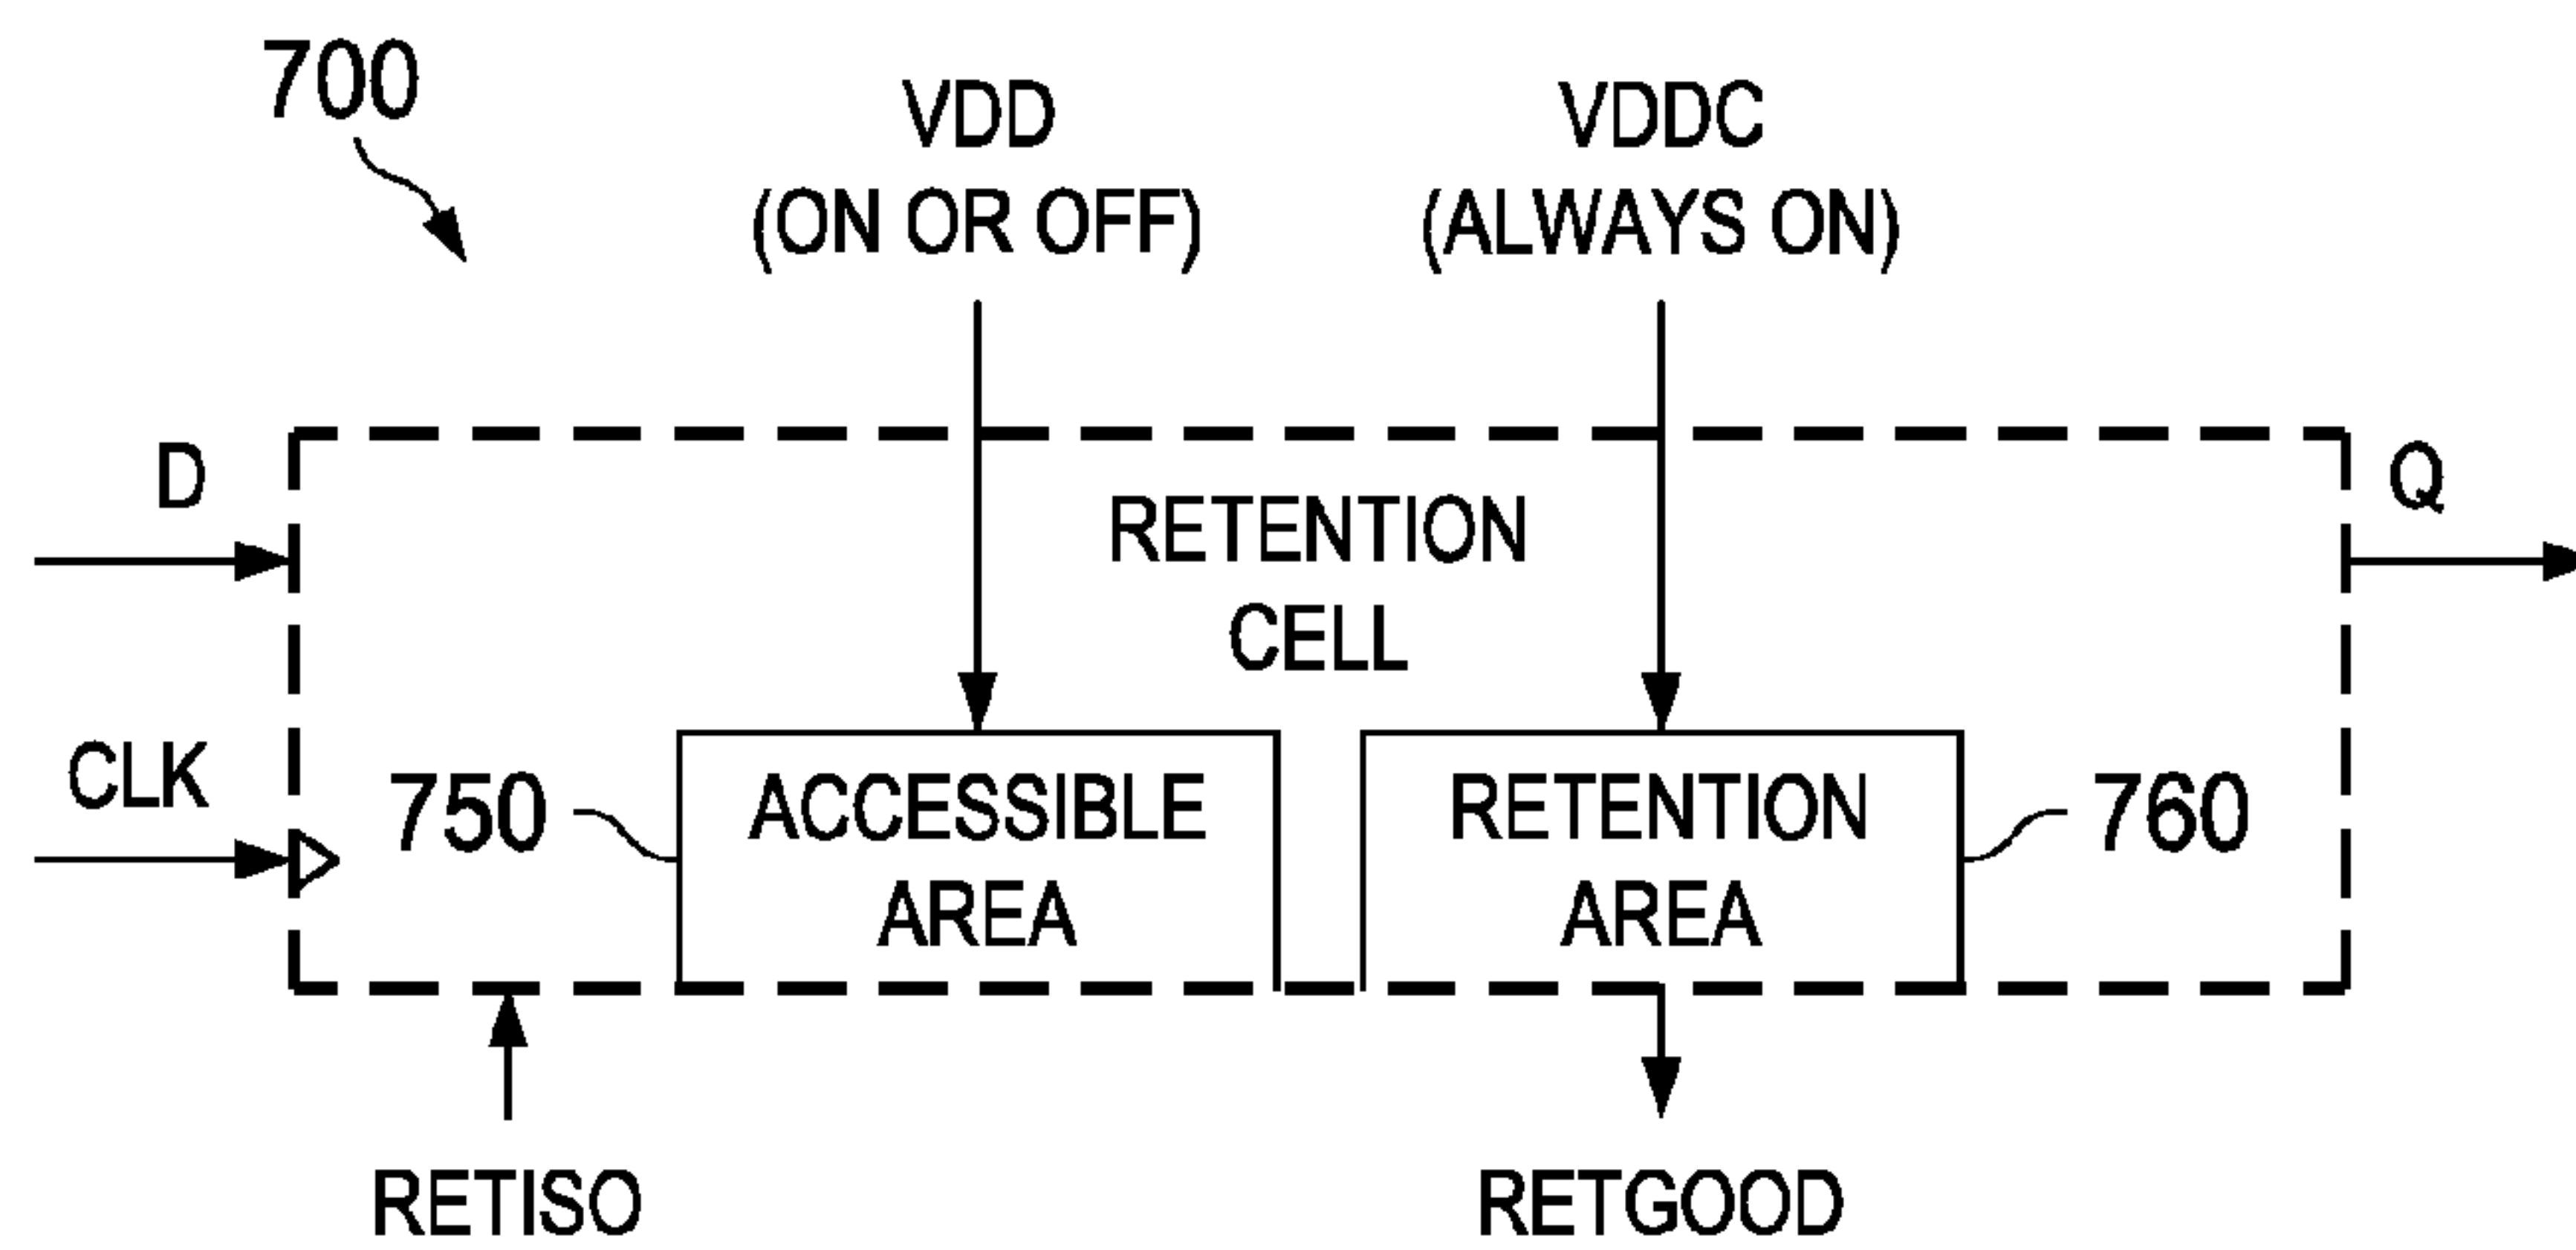 700
VDD
(ON OR OFF)
VDDC
(ALWAYS ON)
D
Q
RETENTION
CELL
CLK
750
ACCESSIBLE
AREA
RETENTION
AREA
760
RETISO
RETGOOD